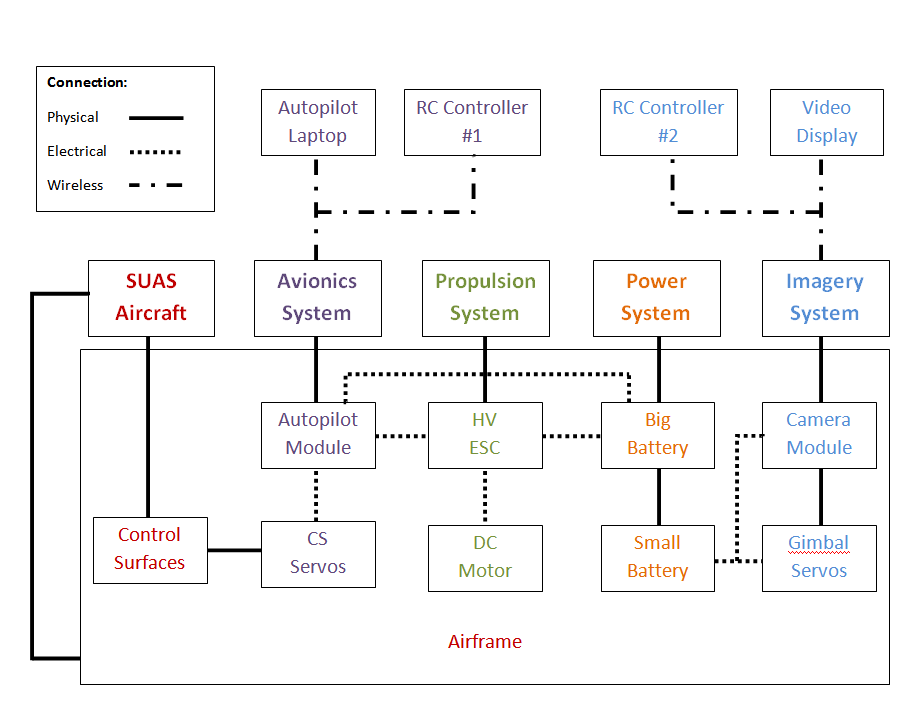 Connection:
Physical
Electrical
Wireless
Autopilot
Laptop
RC Controller
#1
RC Controller
#2
Video
Display
SUAS
Aircraft
Avionics
System
Propulsion
System
Power
System
Imagery
System
Autopilot
Module
HV
ESC
Big
Battery
Camera
Module
Control
Surfaces
CS
Servos
DC
Motor
Small
Battery
Gimbal
Servos
Airframe